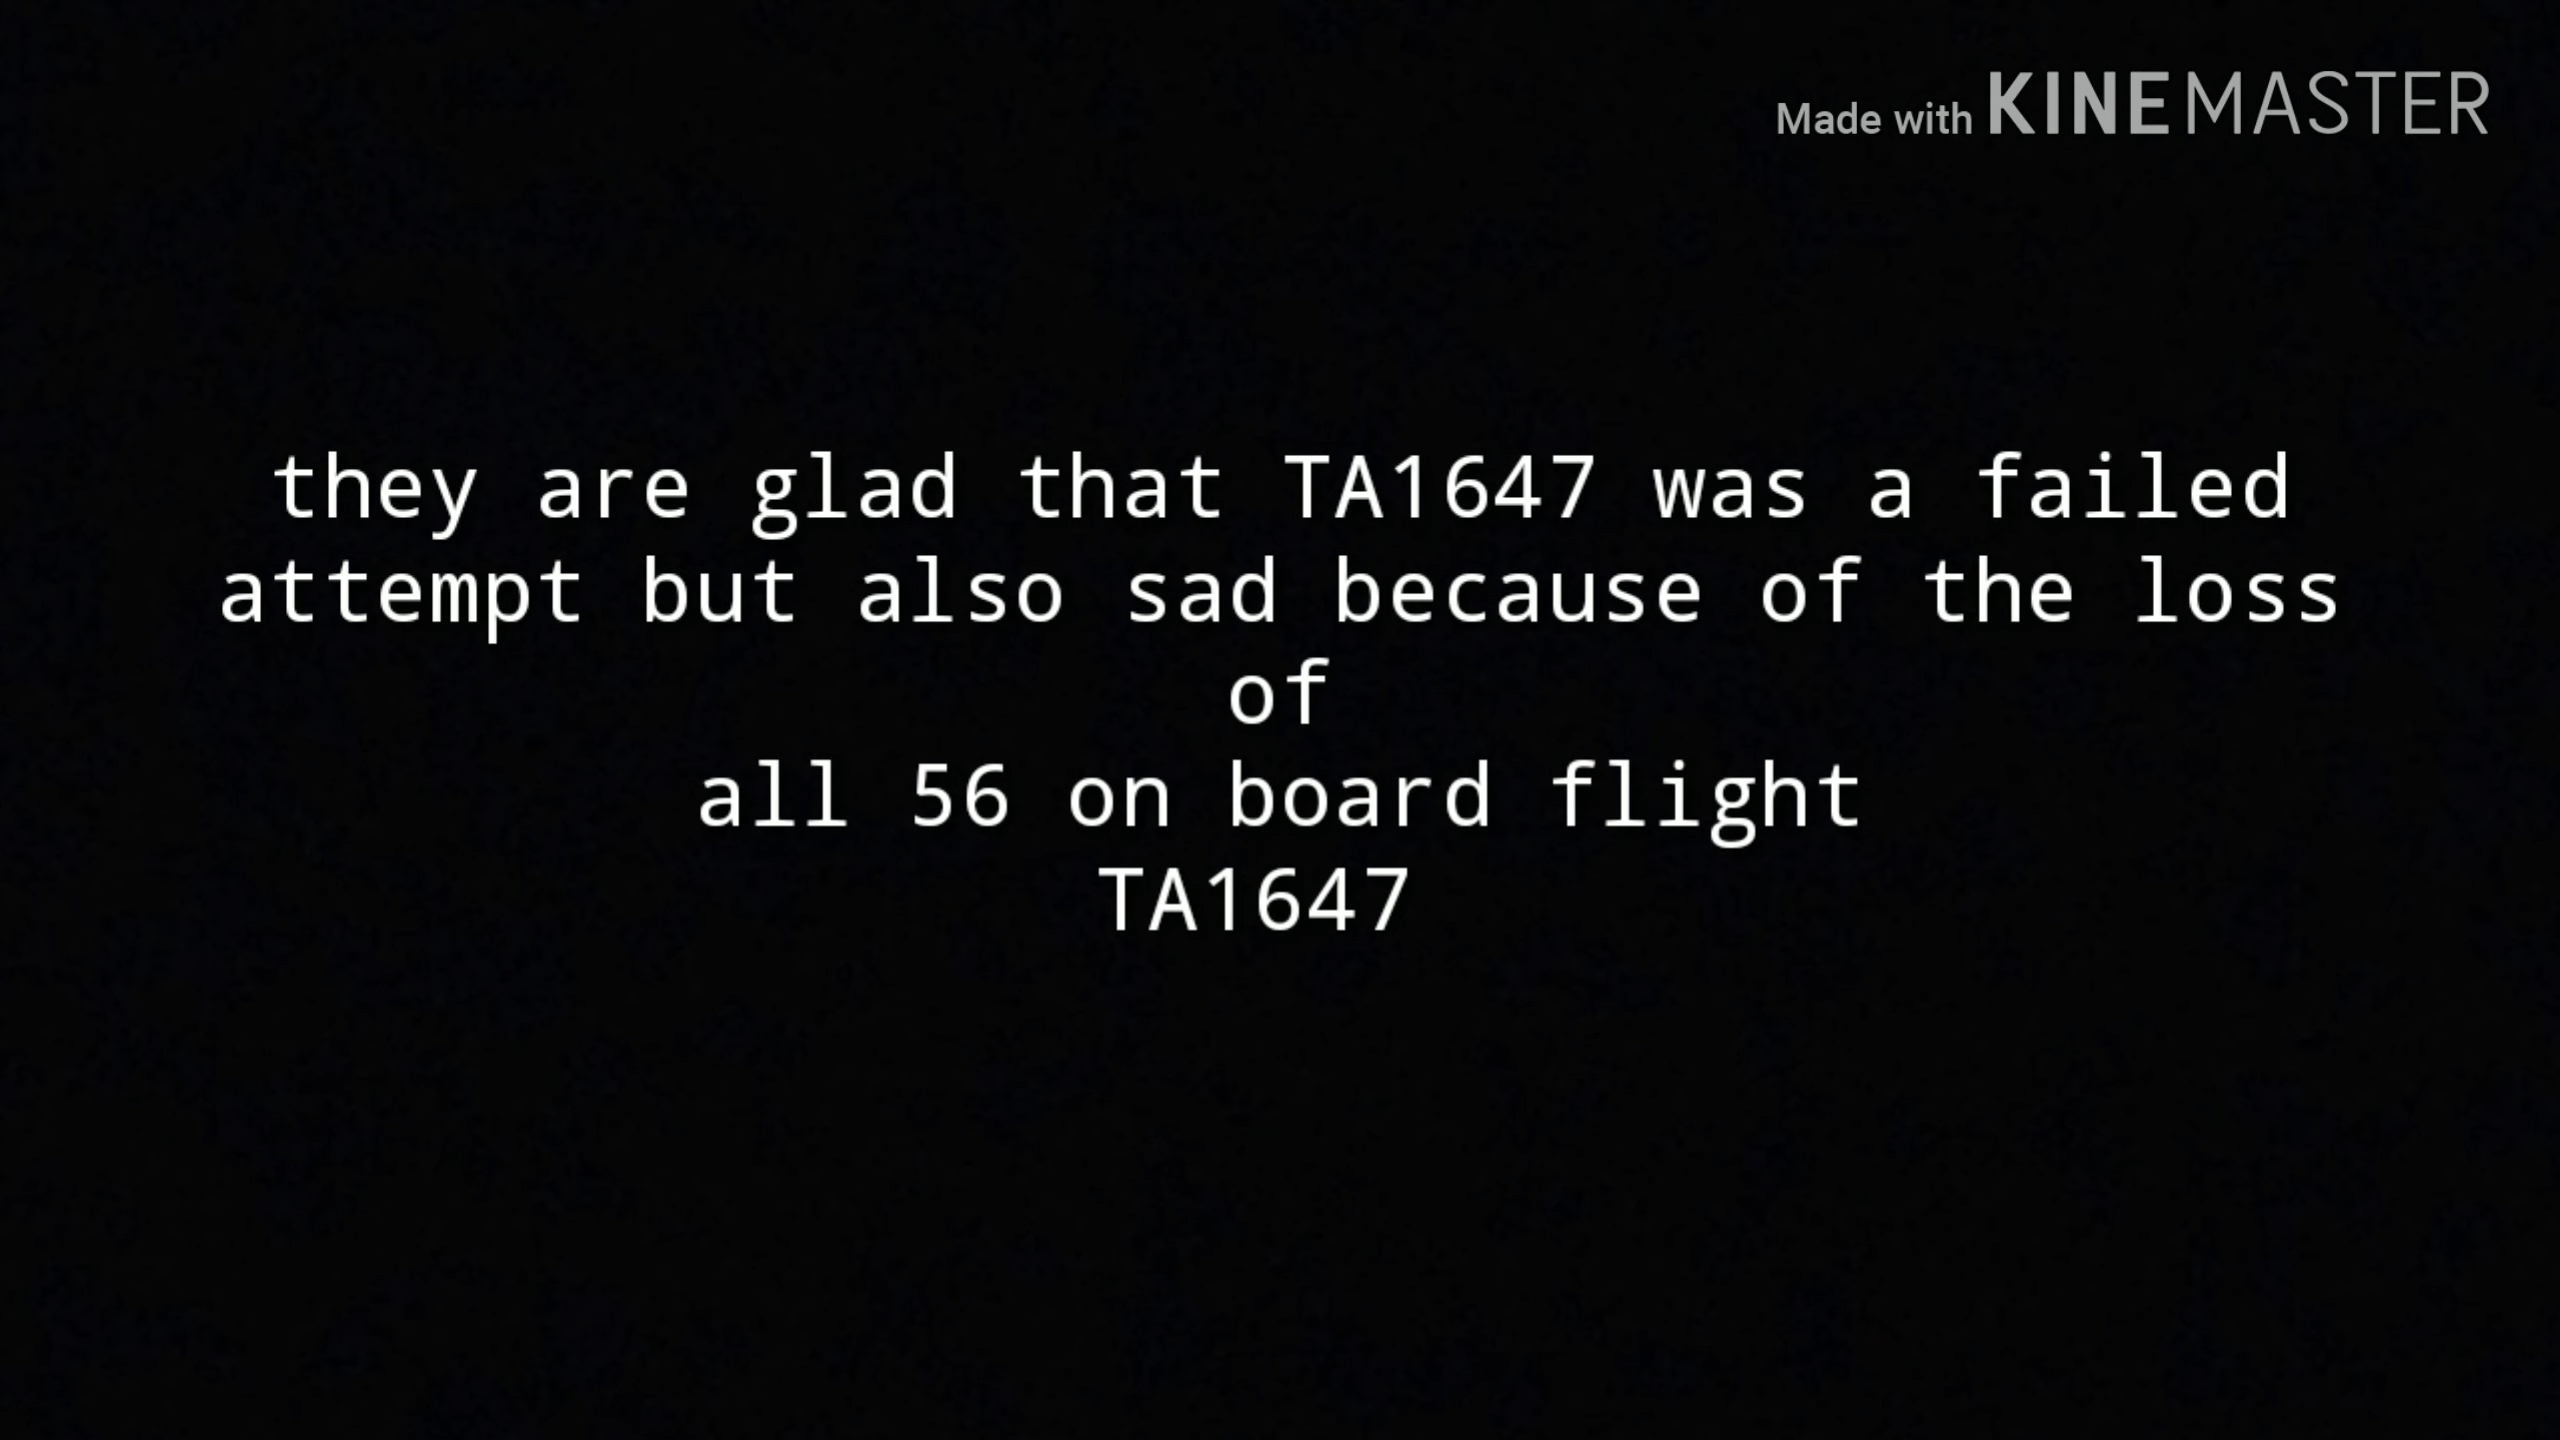 Made with KINEMASTER
they are glad that TA1647 was a failed
attempt but also sad because of the loss
of
all 56 on board flight
TA1647